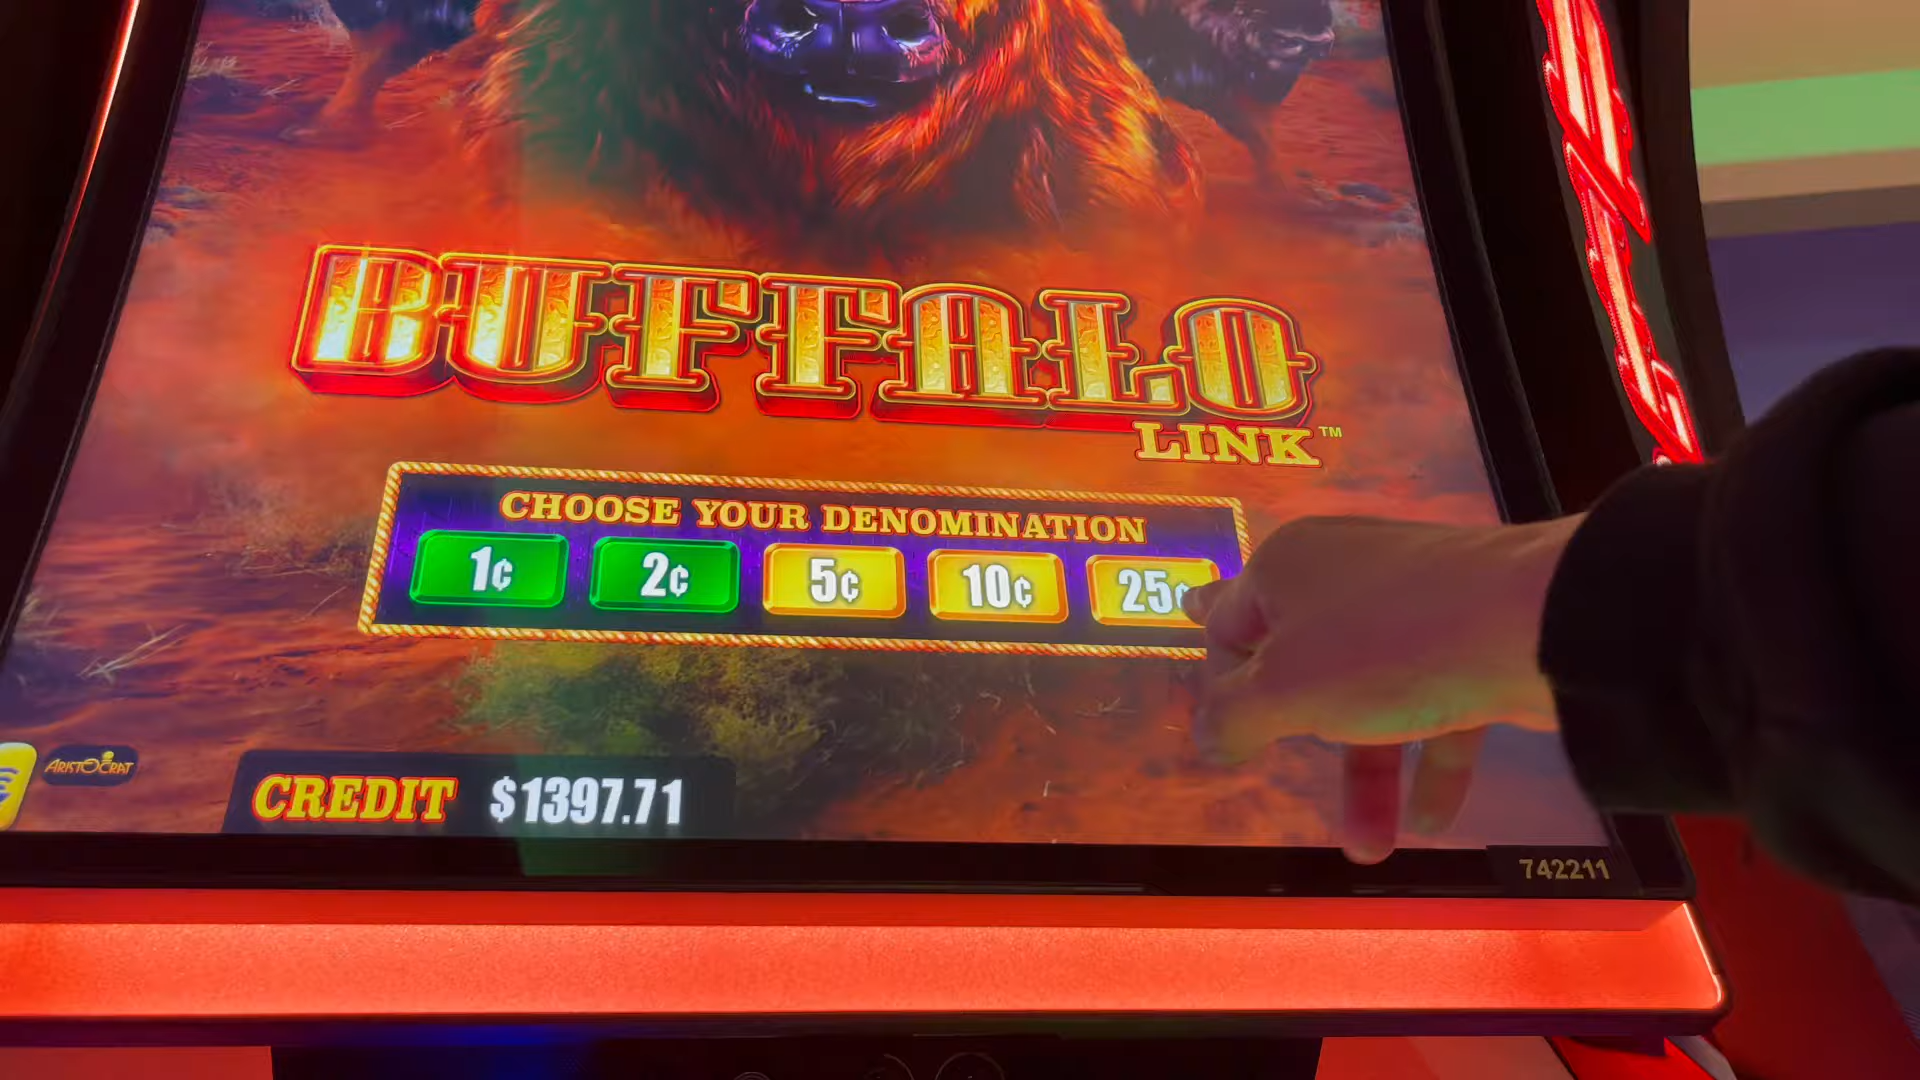 BUFFALO
LINK™
CHOOSE YOUR DENOMINATION
1¢ 2¢ 5¢ 10¢ 25¢
ARISTOCRAT
CREDIT $1397.71
742211